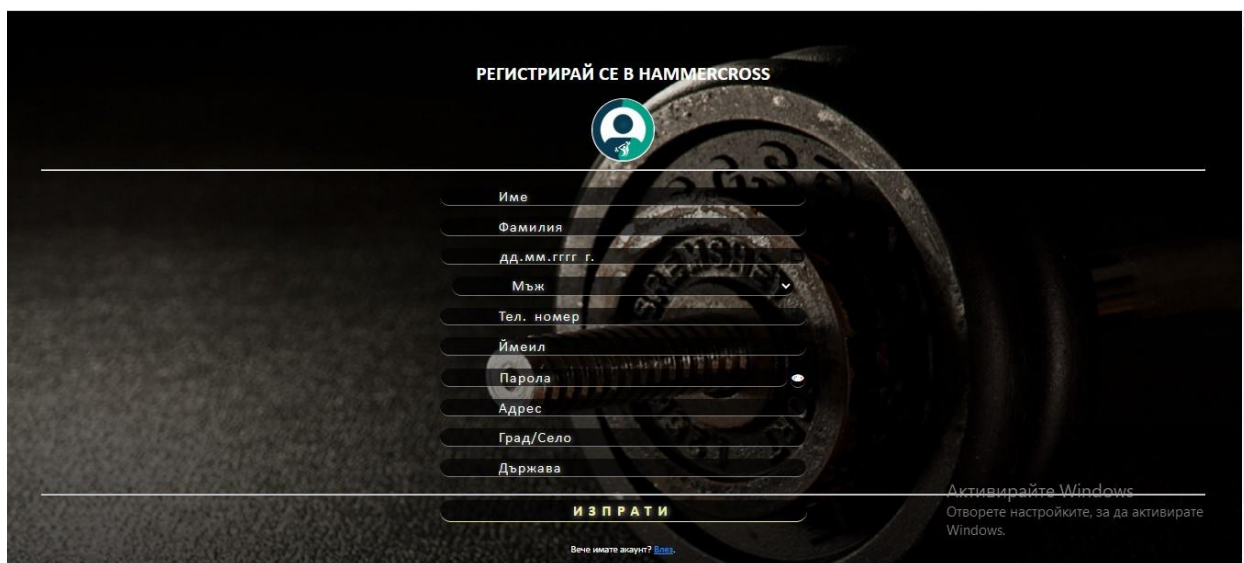 РЕГИСТРИРАЙ СЕ В HAMMERCROSS
Име
Фамилия
дд.мм.гггг г.
Мъж
Тел. номер
Ймеил
Парола
Адрес
Град/Село
Държава
Активирайте Windows
Отворете настройките, за да активирате
Windows.
ИЗПРАТИ
Вече имате акаунт? Влез.